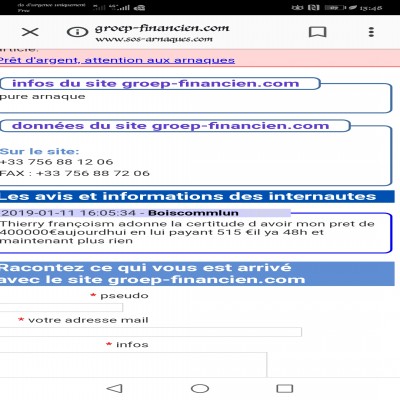 ds d'urgence uniquement
Free
13:46
groep-financien.com
www.sos-arnaques.com
article:
Prêt d'argent, attention aux arnaques
infos du site groep-financien.com
pure arnaque
données du site groep-financien.com
Sur le site:
+33 756 88 12 06
FAX : +33 756 88 72 06
Les avis et informations des internautes
2019-01-11 16:05:34 - Boiscommlun
Thierry françoism adonne la certitude d avoir mon pret de
400000€aujourdhui en lui payant 515 €il ya 48h et
maintenant plus rien
Racontez ce qui vous est arrivé
avec le site groep-financien.com
* pseudo
* votre adresse mail
* infos